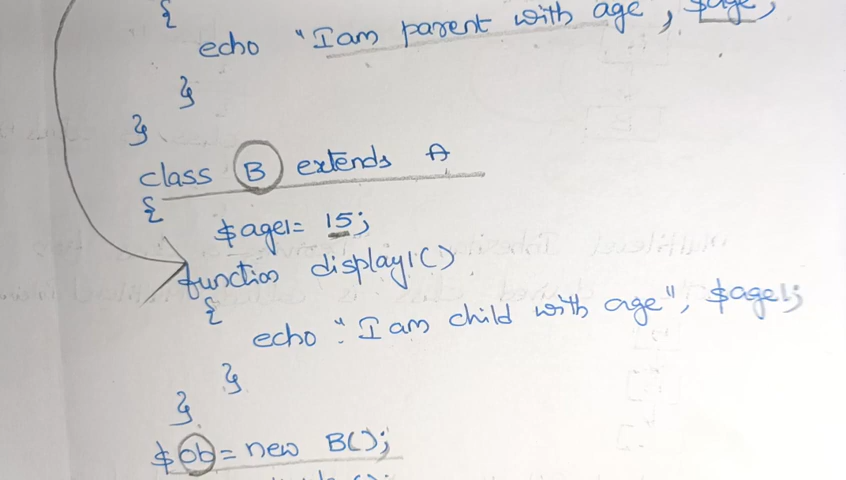 {
echo "I am parent with age, $age;
}
}
class B extends A
{
$age1= 15;
function display1()
{
echo "I am child with age", $age1;
}
}
$ob = new B();